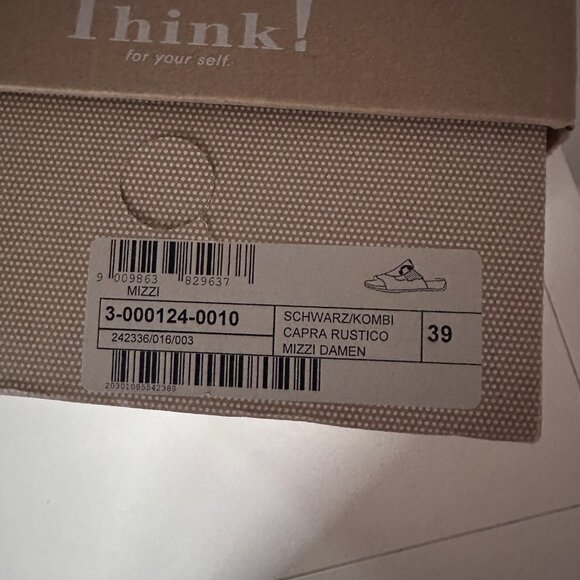 Think!
for your self.
9 009863 829637
MIZZI
3-000124-0010
SCHWARZ/KOMBI
CAPRA RUSTICO
MIZZI DAMEN
39
242336/016/003
20301095542389